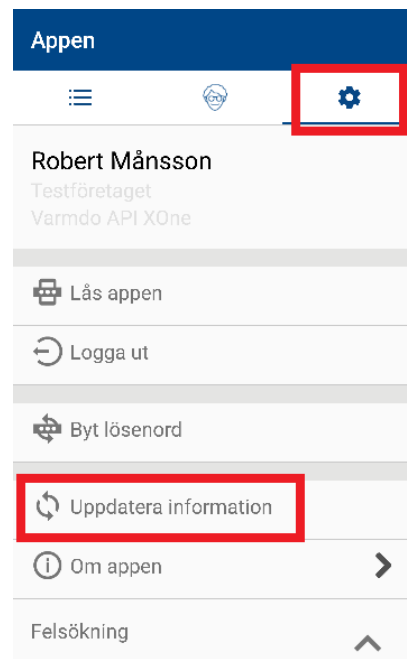 Appen
Robert Månsson
Testföretaget
Varmdo API XOne
Lås appen
Logga ut
Byt lösenord
Uppdatera information
Om appen
Felsökning